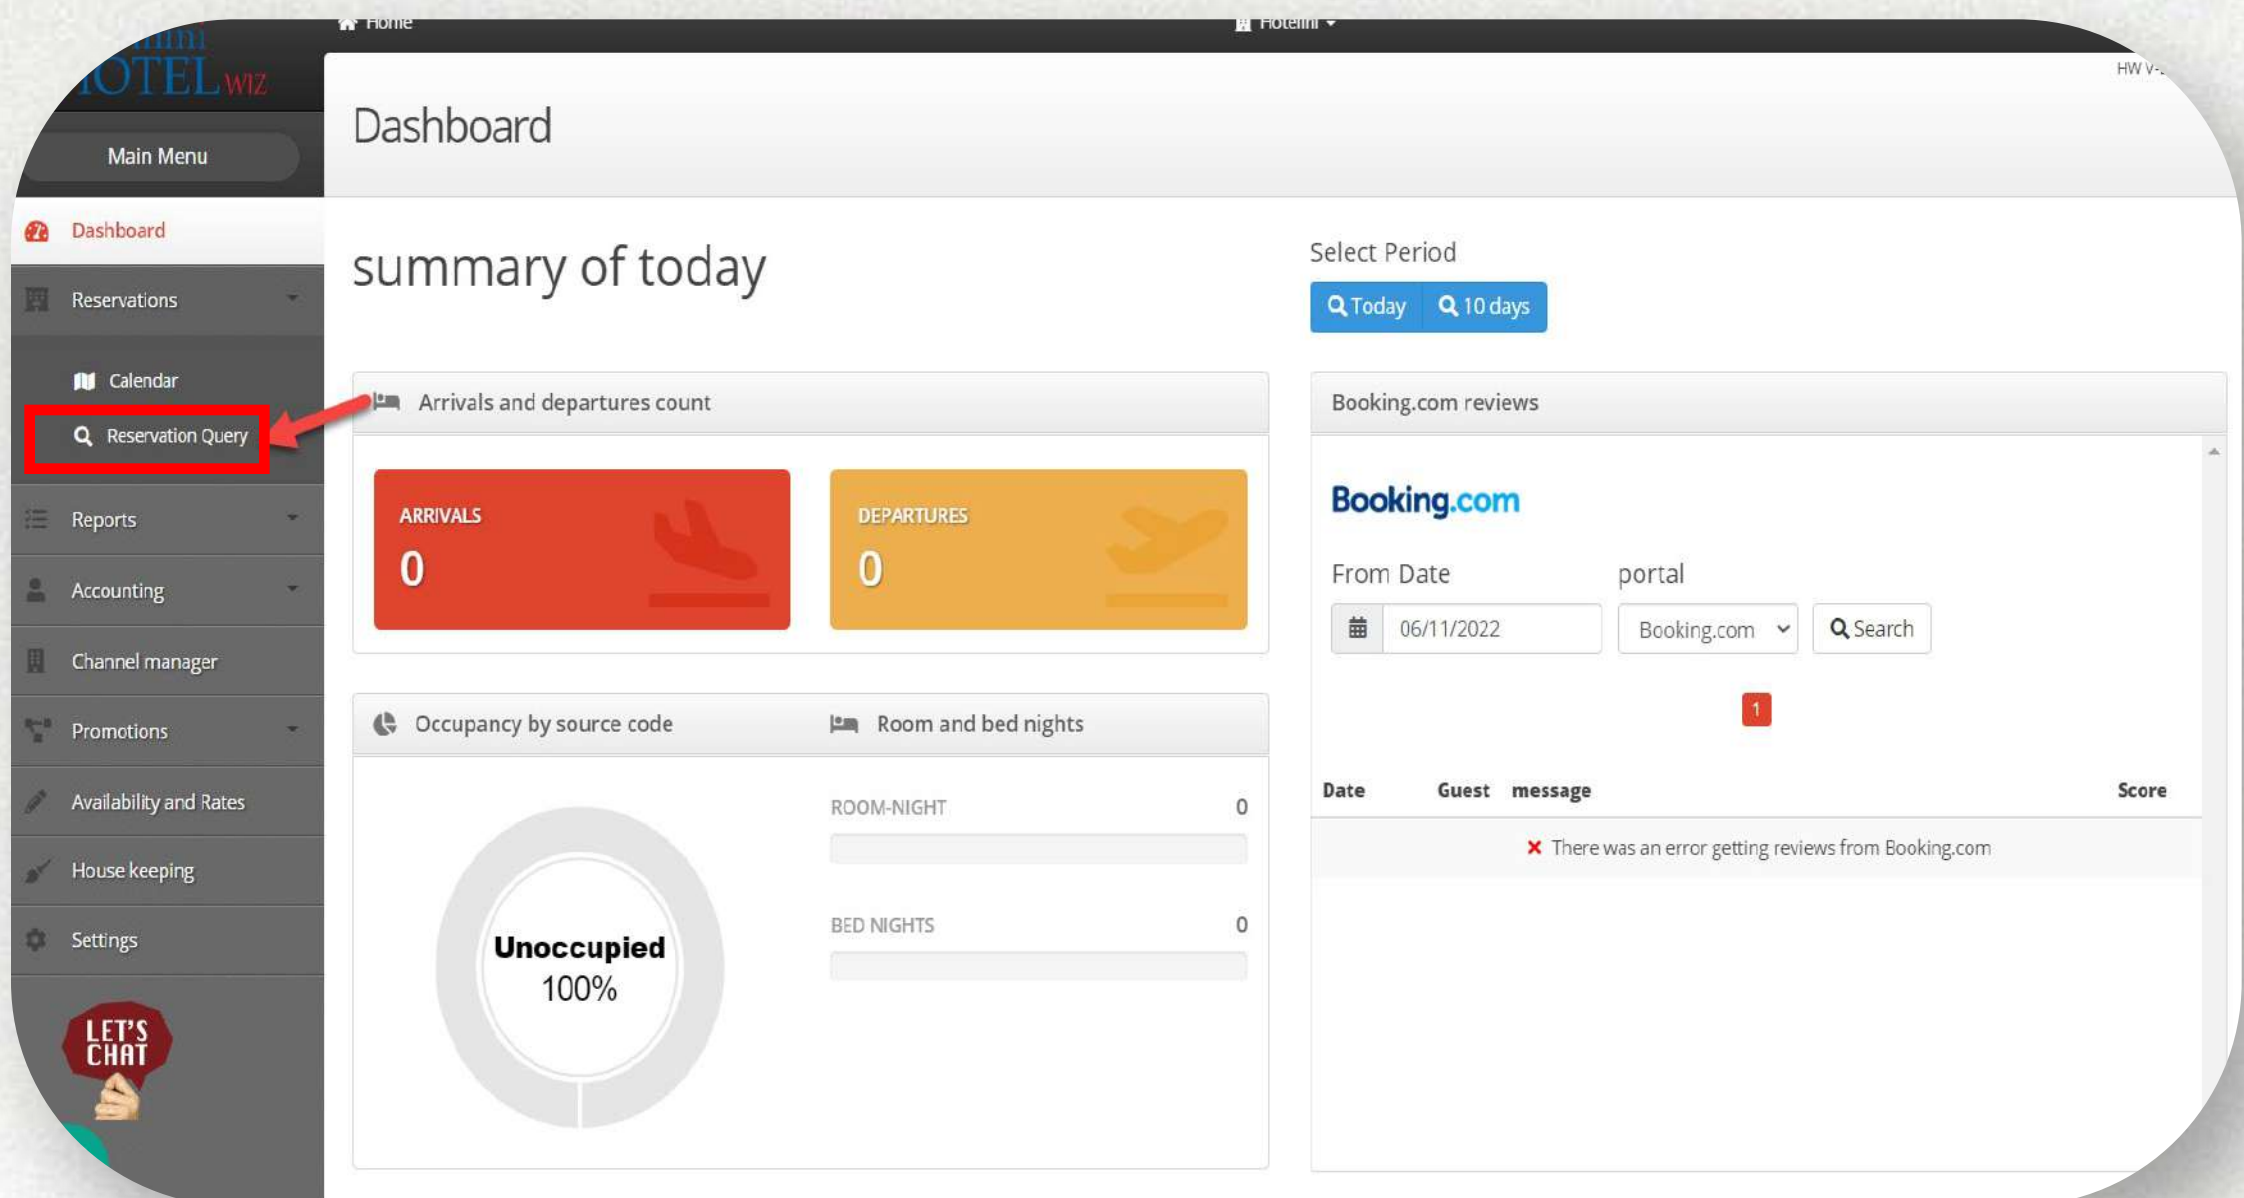 Home
Hotelini
HOTEL WIZ
HW V-
Main Menu
Dashboard
Dashboard
Reservations
Calendar
Reservation Query
Reports
Accounting
Channel manager
Promotions
Availability and Rates
House keeping
Settings
LET'S
CHAT
summary of today
Select Period
Today
10 days
Arrivals and departures count
ARRIVALS
0
DEPARTURES
0
Occupancy by source code
Room and bed nights
Unoccupied
100%
ROOM-NIGHT 0
BED NIGHTS 0
Booking.com reviews
Booking.com
From Date portal
06/11/2022 Booking.com Search
1
Date Guest message Score
There was an error getting reviews from Booking.com